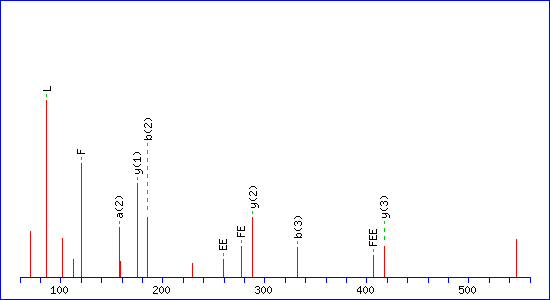 L
F
a(2)
y(1)
b(2)
EE
FE
y(2)
b(3)
FEE
y(3)
100 200 300 400 500